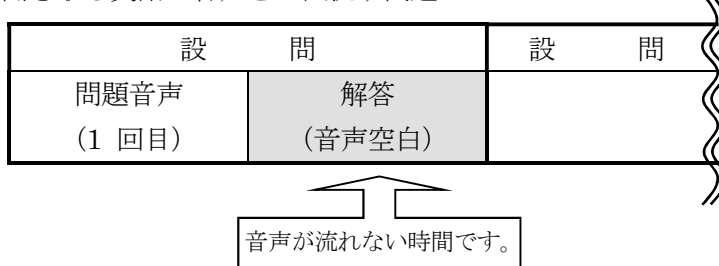 設 問 設 問
問題音声 解答
(1 回目) (音声空白)
音声が流れない時間です。